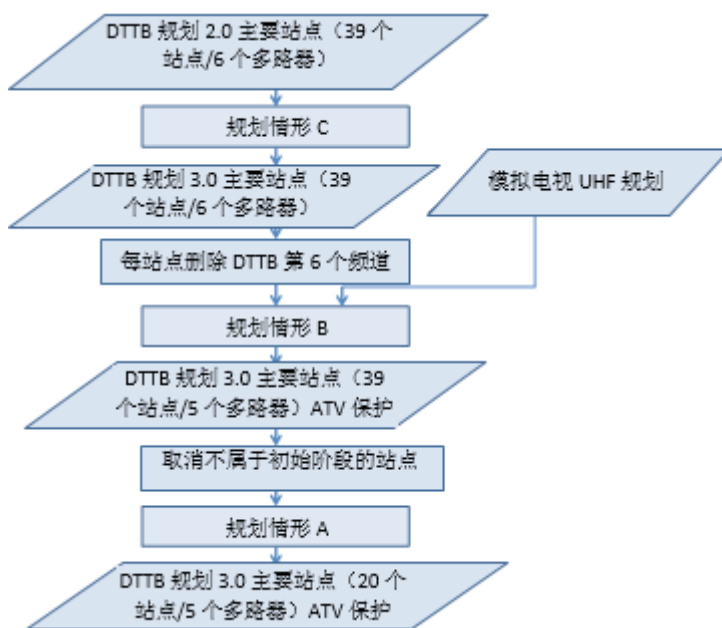 DTTB 规划 2.0 主要站点（39 个
站点/6 个多路器）
规划情形 C
DTTB 规划 3.0 主要站点（39
个站点/6 个多路器）
模拟电视 UHF 规划
每站点删除 DTTB 第 6 个频道
规划情形 B
DTTB 规划 3.0 主要站点（39
个站点/5 个多路器）ATV 保护
取消不属于初始阶段的站点
规划情形 A
DTTB 规划 3.0 主要站点（20 个
站点/5 个多路器）ATV 保护